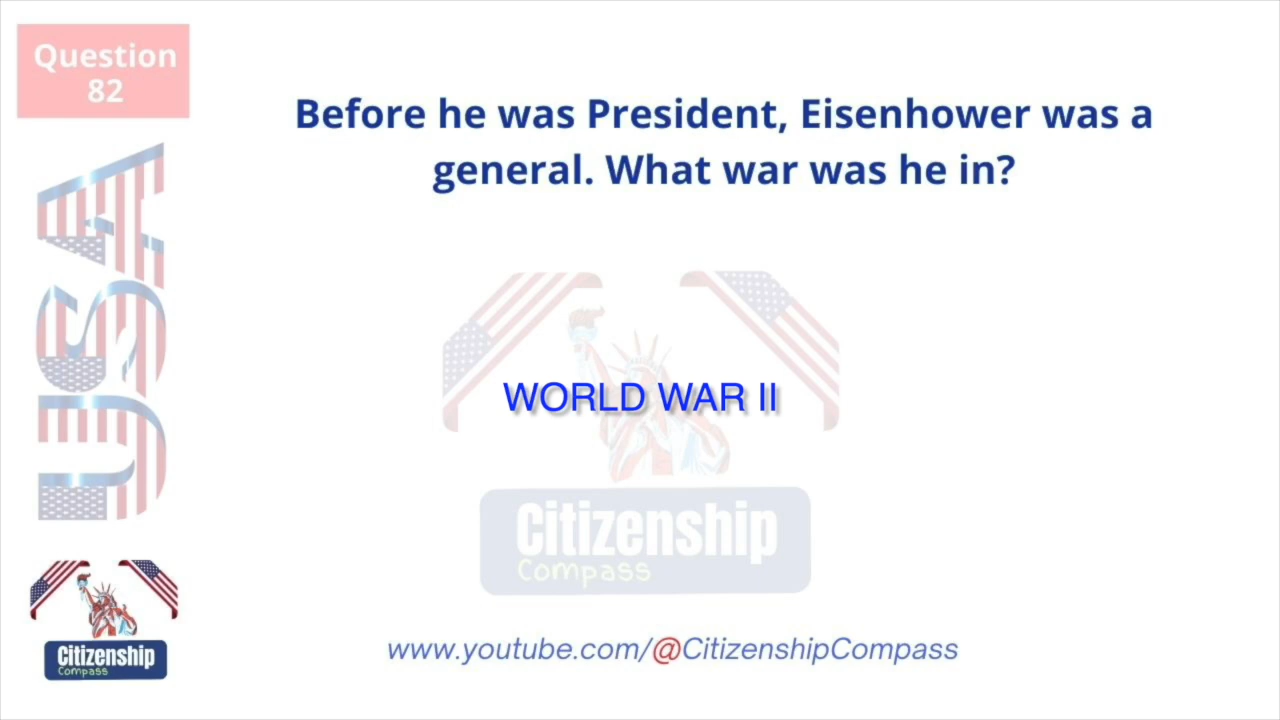 Question
82
Before he was President, Eisenhower was a
general. What war was he in?
USA
WORLD WAR II
Citizenship
Compass
Citizenship
Compass
www.youtube.com/@CitizenshipCompass